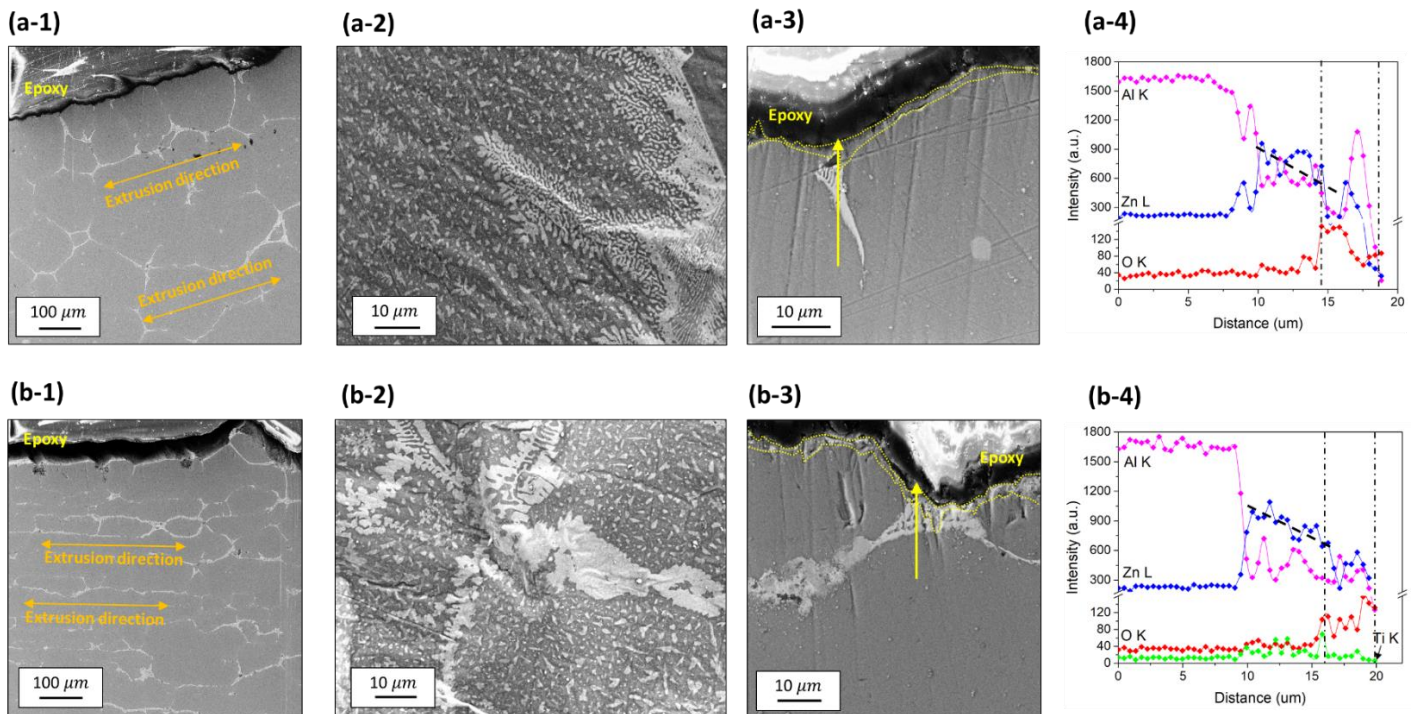 (a-1)
(a-2)
(a-3)
(a-4)
Epoxy
Extrusion direction
Extrusion direction
100 μm
10 μm
Epoxy
10 μm
1800
1500
1200
900
600
300
120
80
40
0
Al K
Zn L
O K
Intensity (a.u.)
0 5 10 15 20
Distance (um)
(b-1)
(b-2)
(b-3)
(b-4)
Epoxy
Extrusion direction
Extrusion direction
100 μm
10 μm
Epoxy
10 μm
1800
1500
1200
900
600
300
120
80
40
0
Al K
Zn L
O K
Ti K
Intensity (a.u.)
0 5 10 15 20
Distance (um)